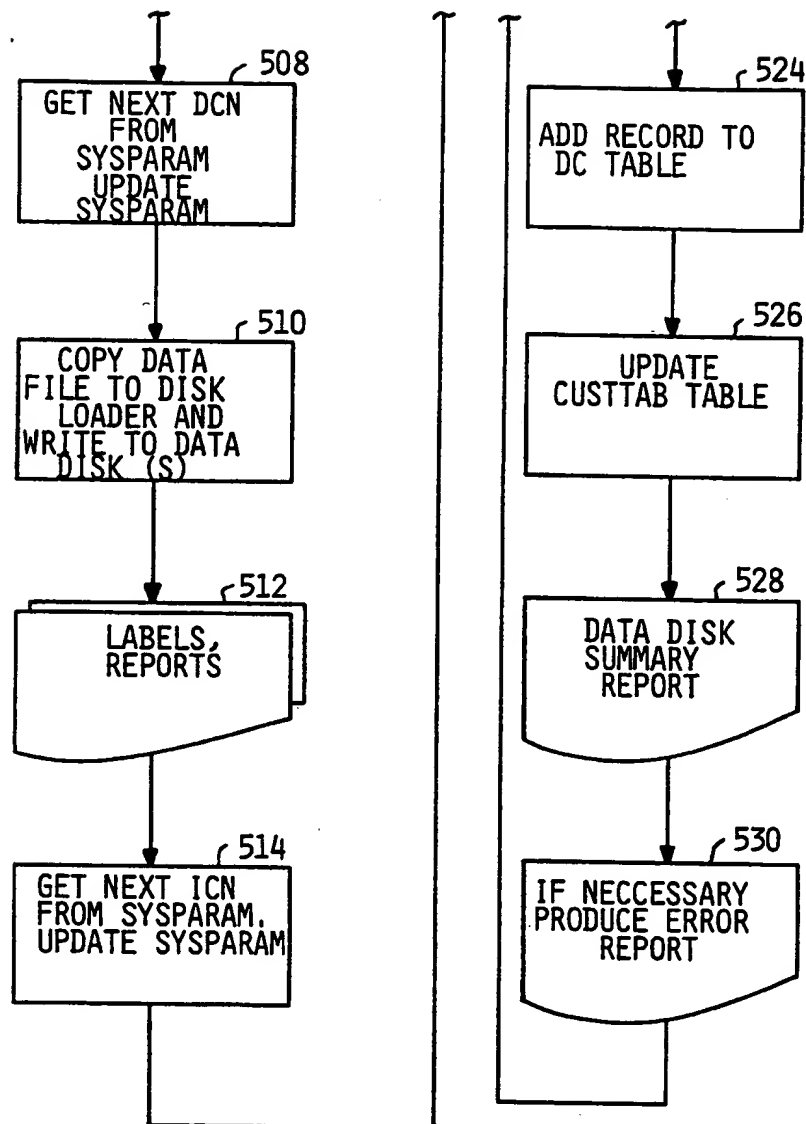 508
GET NEXT DCN
FROM
SYSPARAM
UPDATE
SYSPARAM
510
COPY DATA
FILE TO DISK
LOADER AND
WRITE TO DATA
DISK (S)
512
LABELS,
REPORTS
514
GET NEXT ICN
FROM SYSPARAM.
UPDATE SYSPARAM
524
ADD RECORD TO
DC TABLE
526
UPDATE
CUSTTAB TABLE
528
DATA DISK
SUMMARY
REPORT
530
IF NECCESSARY
PRODUCE ERROR
REPORT